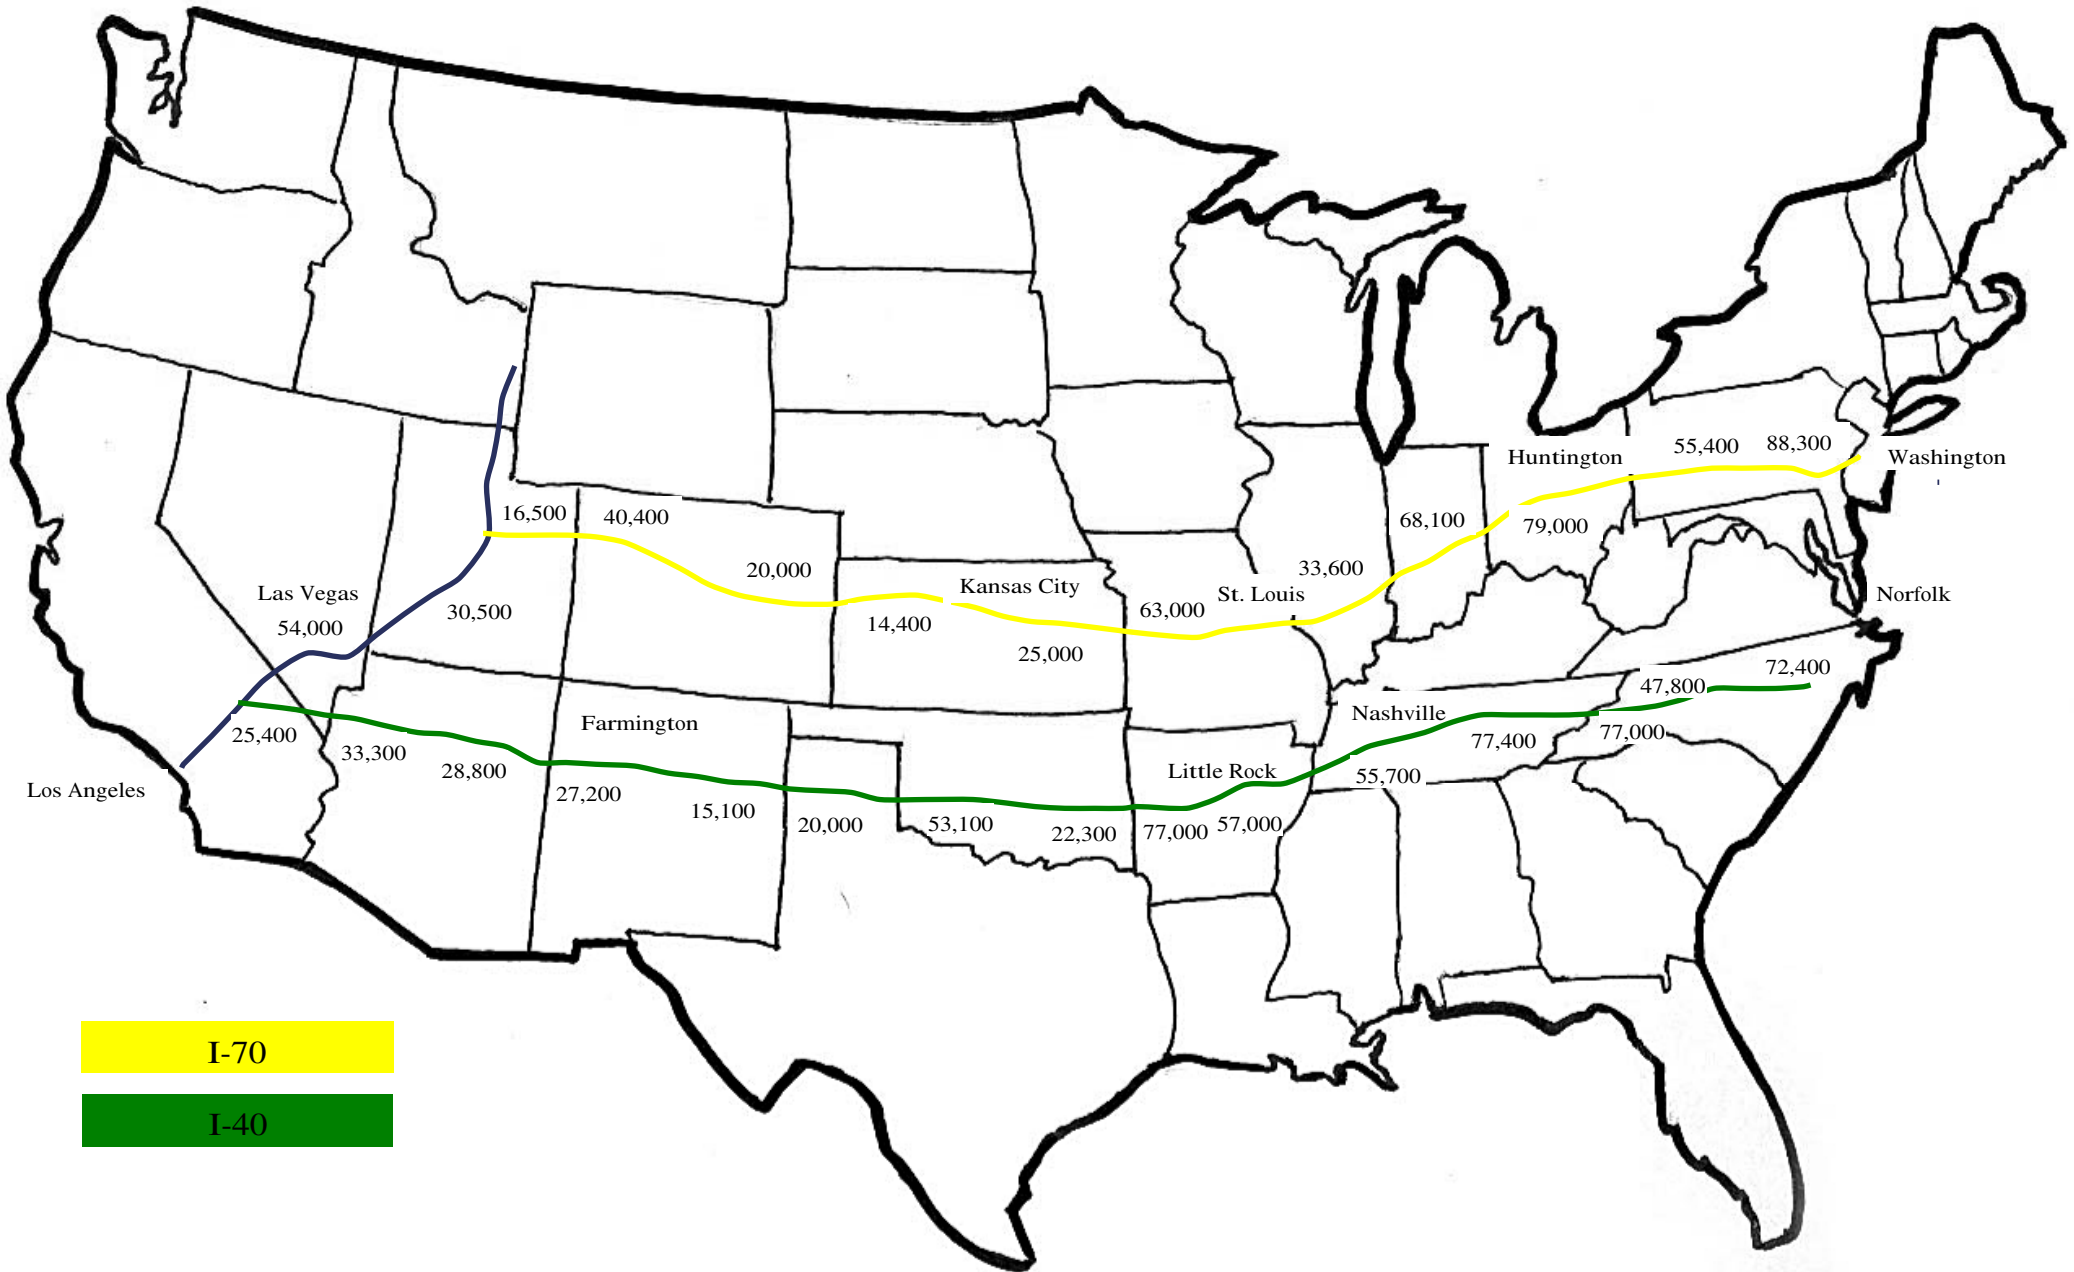 55,400
88,300
Huntington
Washington
16,500
40,400
68,100
79,000
20,000
33,600
Las Vegas
Kansas City
St. Louis
Norfolk
30,500
63,000
54,000
14,400
25,000
72,400
47,800
Farmington
Nashville
25,400
77,400
77,000
33,300
28,800
Little Rock
55,700
Los Angeles
27,200
15,100
20,000
53,100
22,300
77,000
57,000
I-70
I-40